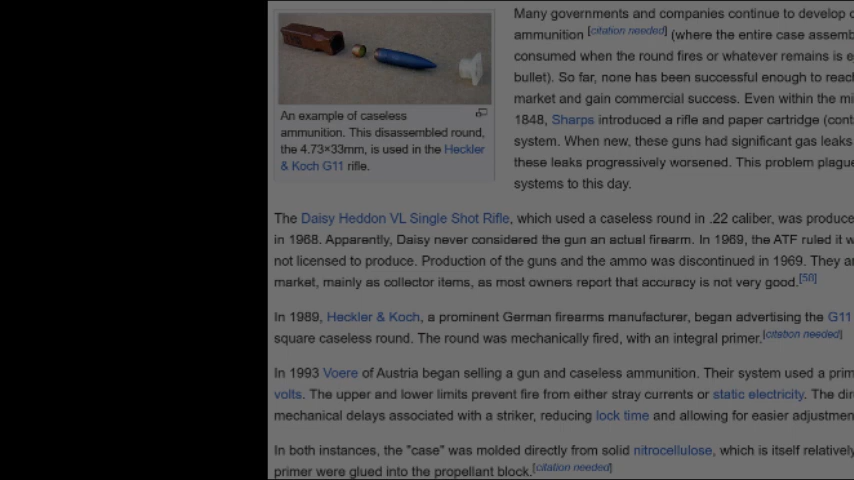 An example of caseless
ammunition. This disassembled round,
the 4.73×33mm, is used in the Heckler
& Koch G11 rifle.
Many governments and companies continue to develop
ammunition [citation needed] (where the entire case assemb
consumed when the round fires or whatever remains is e
bullet). So far, none has been successful enough to reac
market and gain commercial success. Even within the mi
1848, Sharps introduced a rifle and paper cartridge (cont
system. When new, these guns had significant gas leaks
these leaks progressively worsened. This problem plague
systems to this day.
The Daisy Heddon VL Single Shot Rifle, which used a caseless round in .22 caliber, was produce
in 1968. Apparently, Daisy never considered the gun an actual firearm. In 1969, the ATF ruled it w
not licensed to produce. Production of the guns and the ammo was discontinued in 1969. They ar
market, mainly as collector items, as most owners report that accuracy is not very good.[50]
In 1989, Heckler & Koch, a prominent German firearms manufacturer, began advertising the G11
square caseless round. The round was mechanically fired, with an integral primer.[citation needed]
In 1993 Voere of Austria began selling a gun and caseless ammunition. Their system used a prim
volts. The upper and lower limits prevent fire from either stray currents or static electricity. The dir
mechanical delays associated with a striker, reducing lock time and allowing for easier adjustmen
In both instances, the "case" was molded directly from solid nitrocellulose, which is itself relatively
primer were glued into the propellant block.[citation needed]